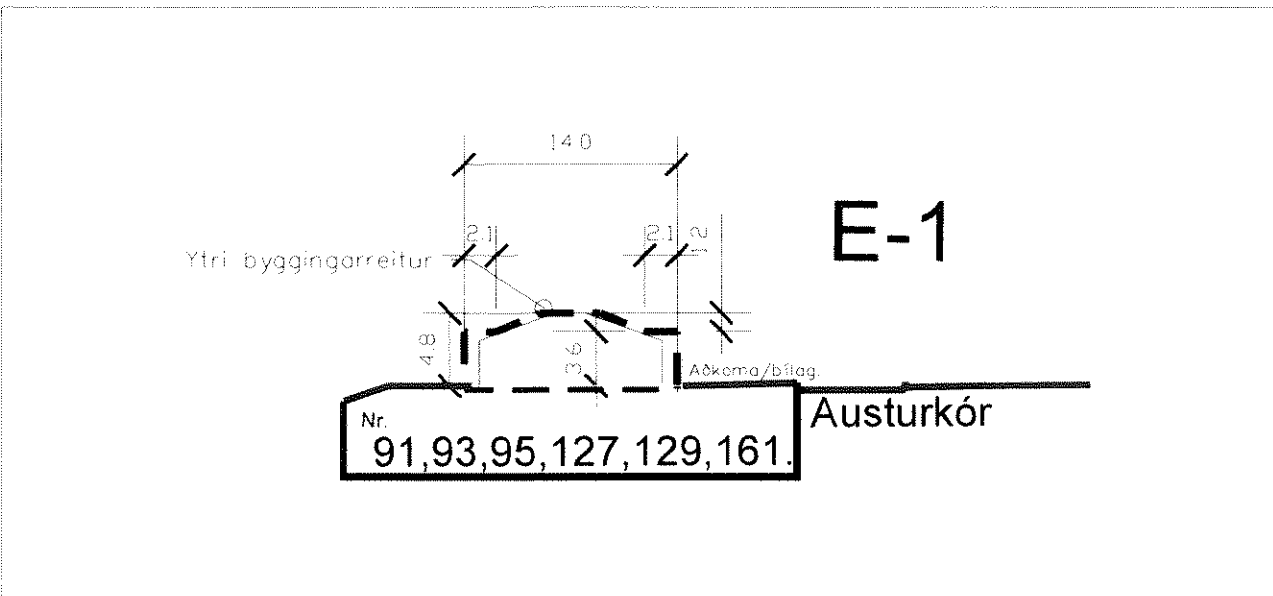 14.0
E-1
2.1
2.1
1.2
Ytri byggingarreitur
4.8
3.6
Aðkoma/bílag.
Austurkór
Nr.
91,93,95,127,129,161.